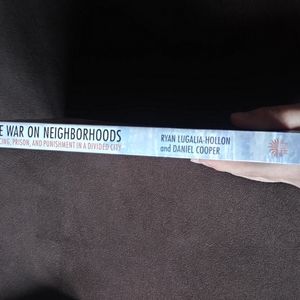 E WAR ON NEIGHBORHOODS
CING, PRISON, AND PUNISHMENT IN A DIVIDED CITY
RYAN LUGALIA-HOLLON
and DANIEL COOPER